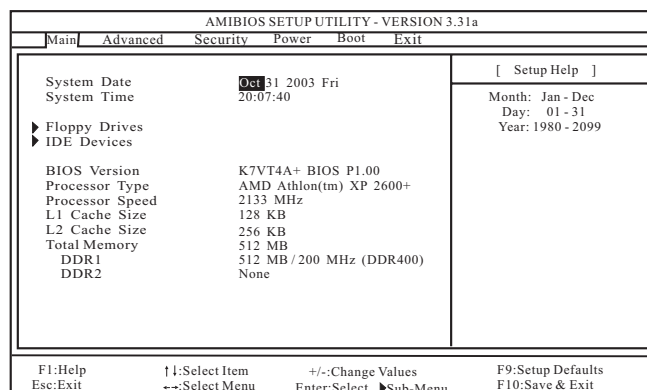 AMIBIOS SETUP UTILITY - VERSION 3.31a
Main Advanced Security Power Boot Exit
System Date Oct 31 2003 Fri
System Time 20:07:40
Floppy Drives
IDE Devices
BIOS Version K7VT4A+ BIOS P1.00
Processor Type AMD Athlon(tm) XP 2600+
Processor Speed 2133 MHz
L1 Cache Size 128 KB
L2 Cache Size 256 KB
Total Memory 512 MB
DDR1 512 MB / 200 MHz (DDR400)
DDR2 None
[ Setup Help ]
Month: Jan - Dec
Day: 01 - 31
Year: 1980 - 2099
F1:Help ↑↓:Select Item +/-:Change Values F9:Setup Defaults
Esc:Exit ←→:Select Menu Enter:Select ▶Sub-Menu F10:Save & Exit